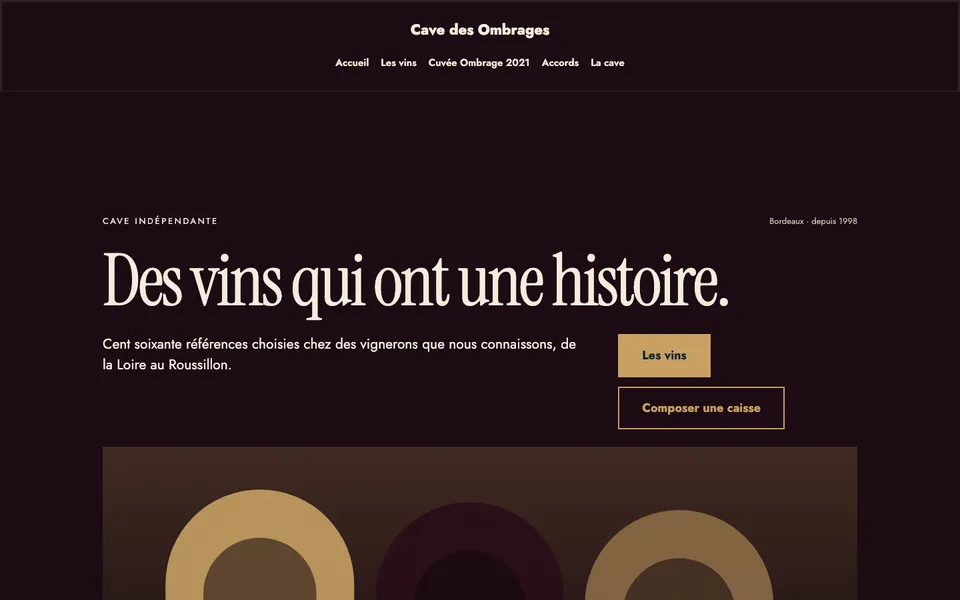 Cave des Ombrages
Accueil Les vins Cuvée Ombrage 2021 Accords La cave
CAVE INDÉPENDANTE
Bordeaux · depuis 1998
Des vins qui ont une histoire.
Cent soixante références choisies chez des vignerons que nous connaissons, de
la Loire au Roussillon.
Les vins
Composer une caisse